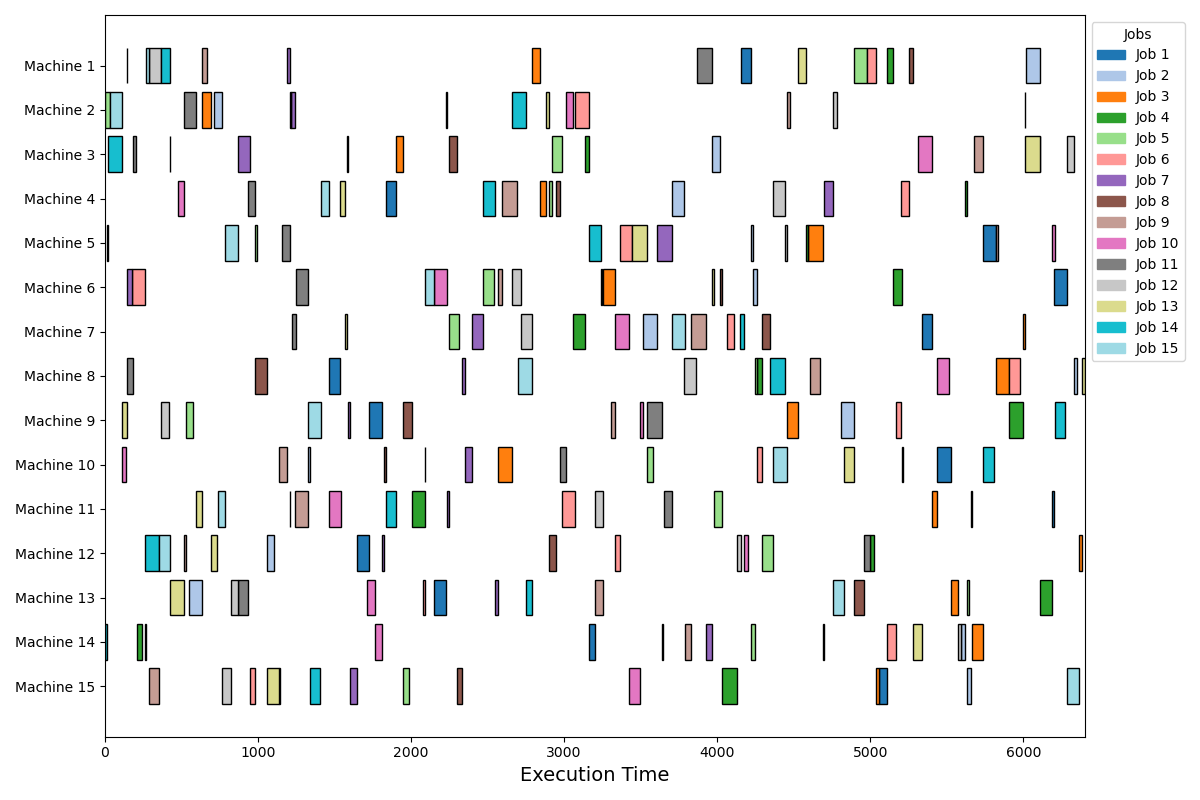 Machine 1
Machine 2
Machine 3
Machine 4
Machine 5
Machine 6
Machine 7
Machine 8
Machine 9
Machine 10
Machine 11
Machine 12
Machine 13
Machine 14
Machine 15
0 1000 2000 3000 4000 5000 6000
Execution Time
Jobs
Job 1
Job 2
Job 3
Job 4
Job 5
Job 6
Job 7
Job 8
Job 9
Job 10
Job 11
Job 12
Job 13
Job 14
Job 15